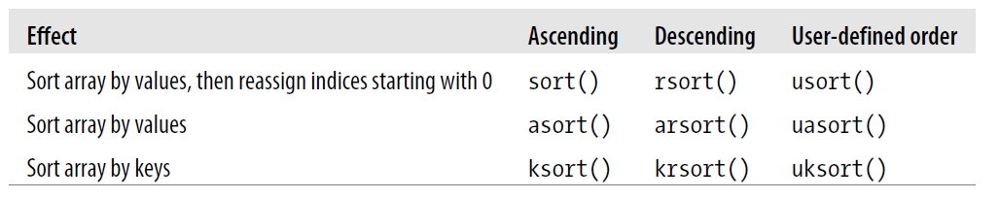 Effect Ascending Descending User-defined order
Sort array by values, then reassign indices starting with 0 sort() rsort() usort()
Sort array by values asort() arsort() uasort()
Sort array by keys ksort() krsort() uksort()